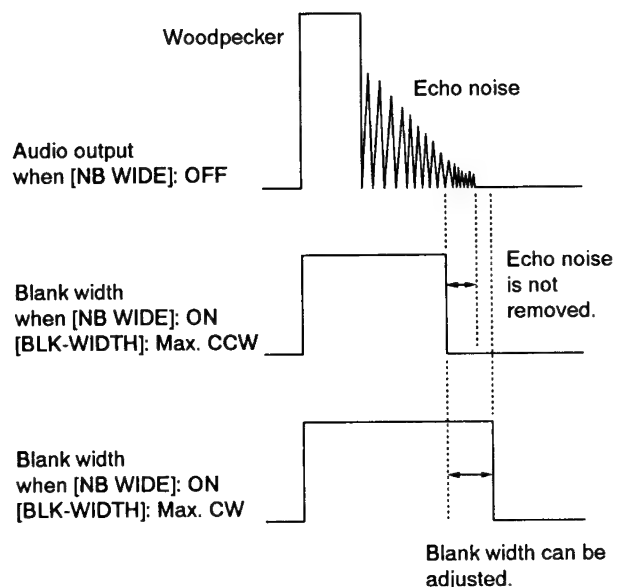 Woodpecker
Echo noise
Audio output
when [NB WIDE]: OFF
Echo noise
is not
removed.
Blank width
when [NB WIDE]: ON
[BLK-WIDTH]: Max. CCW
Blank width
when [NB WIDE]: ON
[BLK-WIDTH]: Max. CW
Blank width can be
adjusted.